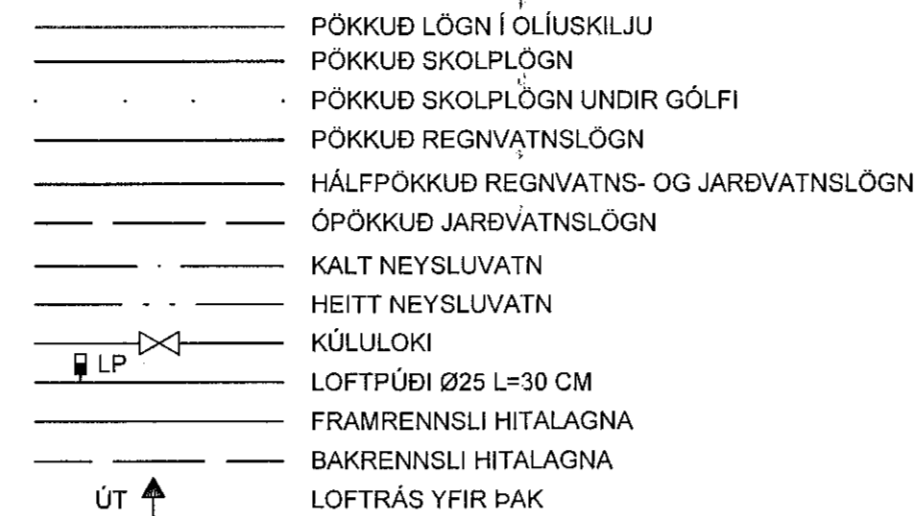 PÖKKUÐ LÖGN Í OLÍUSKILJU
PÖKKUÐ SKOLPLÖGN
PÖKKUÐ SKOLPLÖGN UNDIR GÓLFI
PÖKKUÐ REGNVATNSLÖGN
HÁLFPÖKKUÐ REGNVATNS- OG JARÐVATNSLÖGN
ÓPÖKKUÐ JARÐVATNSLÖGN
KALT NEYSLUVATN
HEITT NEYSLUVATN
KÚLULOKI
LP
LOFTPÚÐI Ø25 L=30 CM
FRAMRENNSLI HITALAGNA
BAKRENNSLI HITALAGNA
ÚT LOFTRÁS YFIR ÞAK